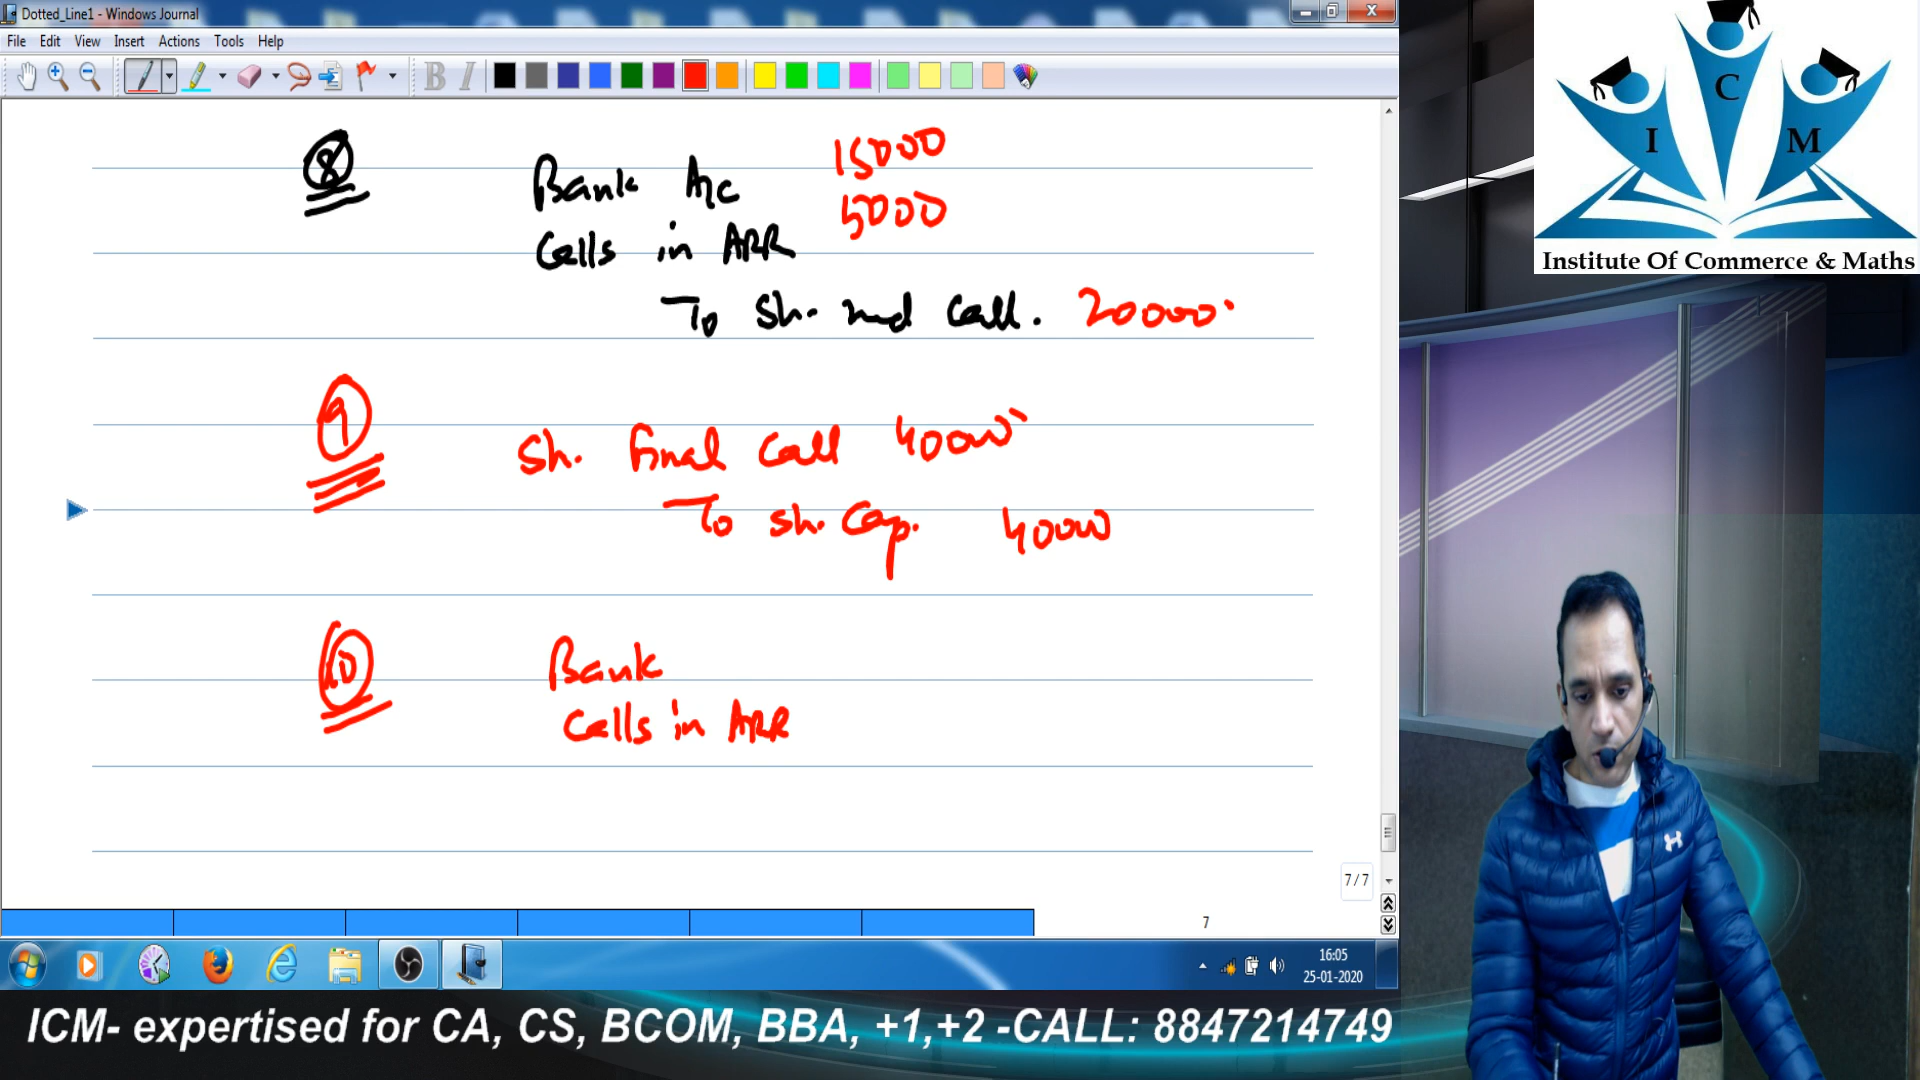 Dotted_Line1 - Windows Journal
File Edit View Insert Actions Tools Help
B I
8 Bank A/c 15000
Calls in ARR 5000
To Sh. 2nd Call. 20000
9 Sh. Final Call 40000
To Sh. Cap. 40000
10 Bank
Calls in ARR
7 / 7
7
16:05
25-01-2020
I C M
Institute Of Commerce & Maths
ICM- expertised for CA, CS, BCOM, BBA, +1,+2 -CALL: 8847214749